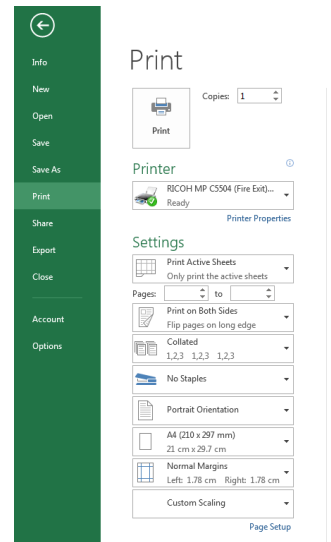 Info
New
Open
Save
Save As
Print
Share
Export
Close
Account
Options
Print
Print
Copies: 1
Printer
RICOH MP C5504 (Fire Exit)...
Ready
Printer Properties
Settings
Print Active Sheets
Only print the active sheets
Pages: to
Print on Both Sides
Flip pages on long edge
Collated
1,2,3 1,2,3 1,2,3
No Staples
Portrait Orientation
A4 (210 x 297 mm)
21 cm x 29.7 cm
Normal Margins
Left: 1.78 cm Right: 1.78 cm
Custom Scaling
Page Setup